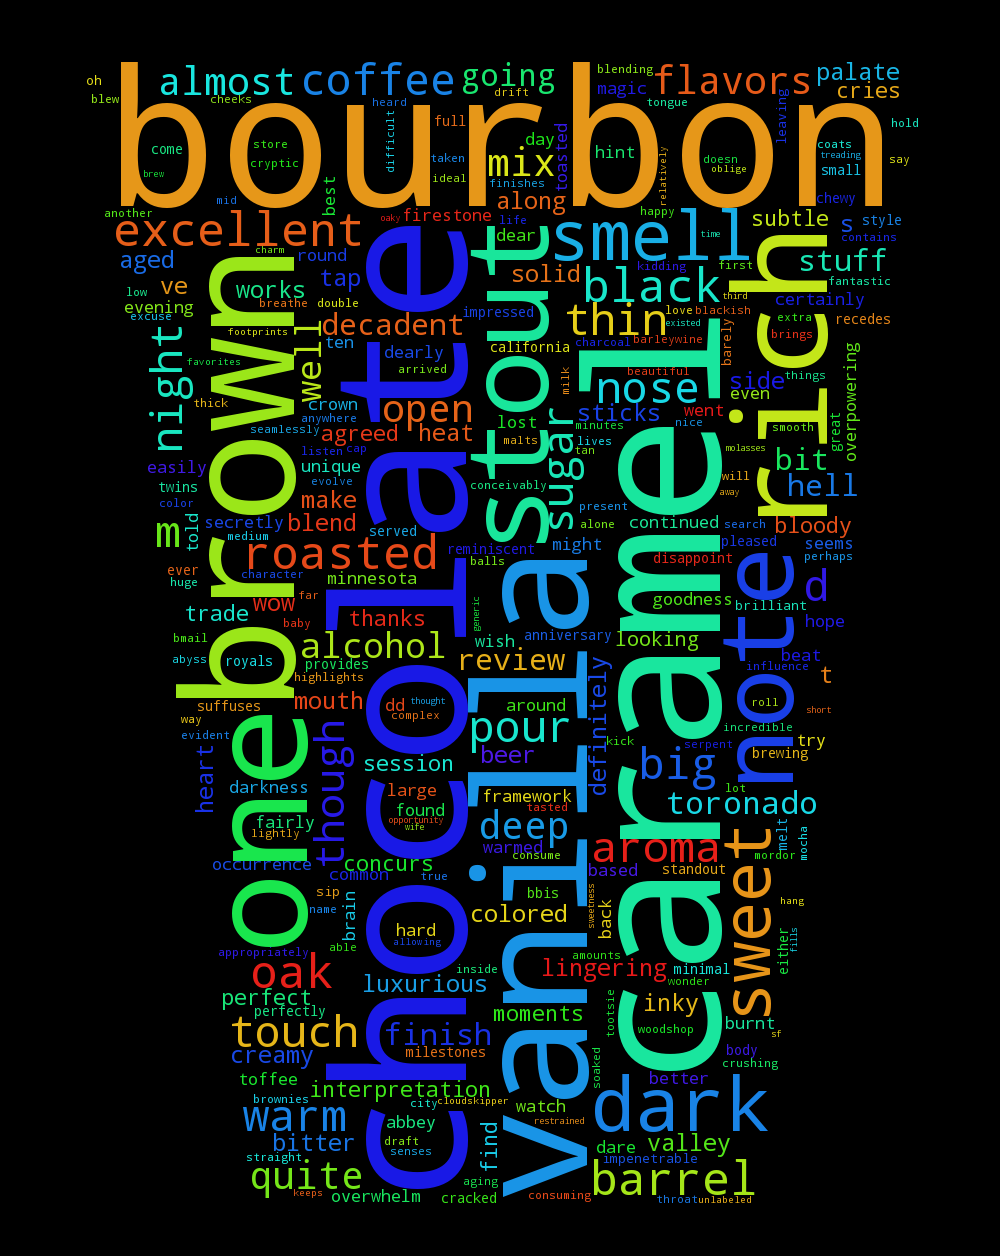 oh
almost
coffee
going
blending
flavors
palate
blew
cheeks
heard
drift
magic
tongue
cries
bourbon
difficult
full
day
toasted
leaving
hold
come
store
cryptic
taken
mix
hint
relatively
doesn
coats
treading
say
brew
ideal
finishes
oblige
small
mid
best
along
chewy
another
oaky
firestone
life
happy
subtle
s
style
excellent
charm
dear
smell
time
contains
aged
round
tap
solid
kidding
first
stuff
low
ve
works
breathe
double
impressed
black
third
certainly
fantastic
evening
excuse
footprints
decadent
thin
love
blackish
existed
extra
recedes
night
brown
well
ten
dearly
california
charcoal
barleywine
barely
brings
favorites
arrived
chocolate
stout
milk
beautiful
nose
side
things
rich
overpowering
thick
crown
open
sticks
went
even
anywhere
lost
minutes
nice
smooth
great
seamlessly
agreed
heat
malts
sugar
tan
lives
caramel
molasses
listen
cap
easily
unique
conceivably
bit
twins
evolve
will
hell
color
make
present
away
m
told
secretly
blend
served
alone
continued
search
bloody
medium
roasted
reminiscent
might
pleased
seems
ever
character
minnesota
balls
disappoint
perhaps
huge
far
goodness
brilliant
d
trade
wow
baby
thanks
generic
vanilla
note
hope
bmail
alcohol
wish
anniversary
looking
abyss
royals
provides
review
beat
highlights
influence
t
suffuses
mouth
dd
thought
complex
around
roll
short
way
one
pour
definitely
incredible
evident
though
beer
kick
serpent
try
heart
session
big
brewing
darkness
large
framework
lot
found
tasted
toronado
fairly
opportunity
deep
lightly
wife
warmed
consume
aroma
melt
mocha
occurrence
concurs
common
true
based
standout
mordor
sip
bbis
sweet
name
brain
hard
colored
sweetness
back
hang
able
allowing
either
fills
appropriately
oak
inside
lingering
amounts
minimal
perfect
luxurious
wonder
perfectly
moments
tootsie
inky
touch
finish
woodshop
burnt
sf
creamy
milestones
body
toffee
interpretation
soaked
better
crushing
brownies
city
cloudskipper
watch
dark
warm
abbey
restrained
bitter
draft
find
dare
valley
straight
senses
impenetrable
quite
aging
barrel
keeps
overwhelm
cracked
consuming
throat
unlabeled